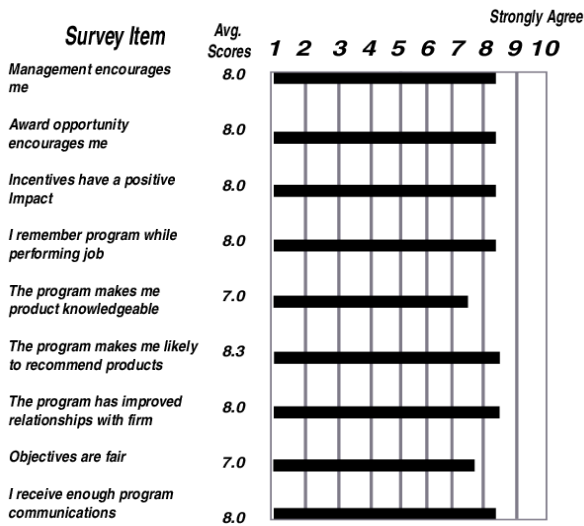 Strongly Agree
Survey Item
Avg.
Scores
1 2 3 4 5 6 7 8 9 10
Management encourages
me
8.0
Award opportunity
encourages me
8.0
Incentives have a positive
Impact
8.0
I remember program while
performing job
8.0
The program makes me
product knowledgeable
7.0
The program makes me likely
to recommend products
8.3
The program has improved
relationships with firm
8.0
Objectives are fair
7.0
I receive enough program
communications
8.0